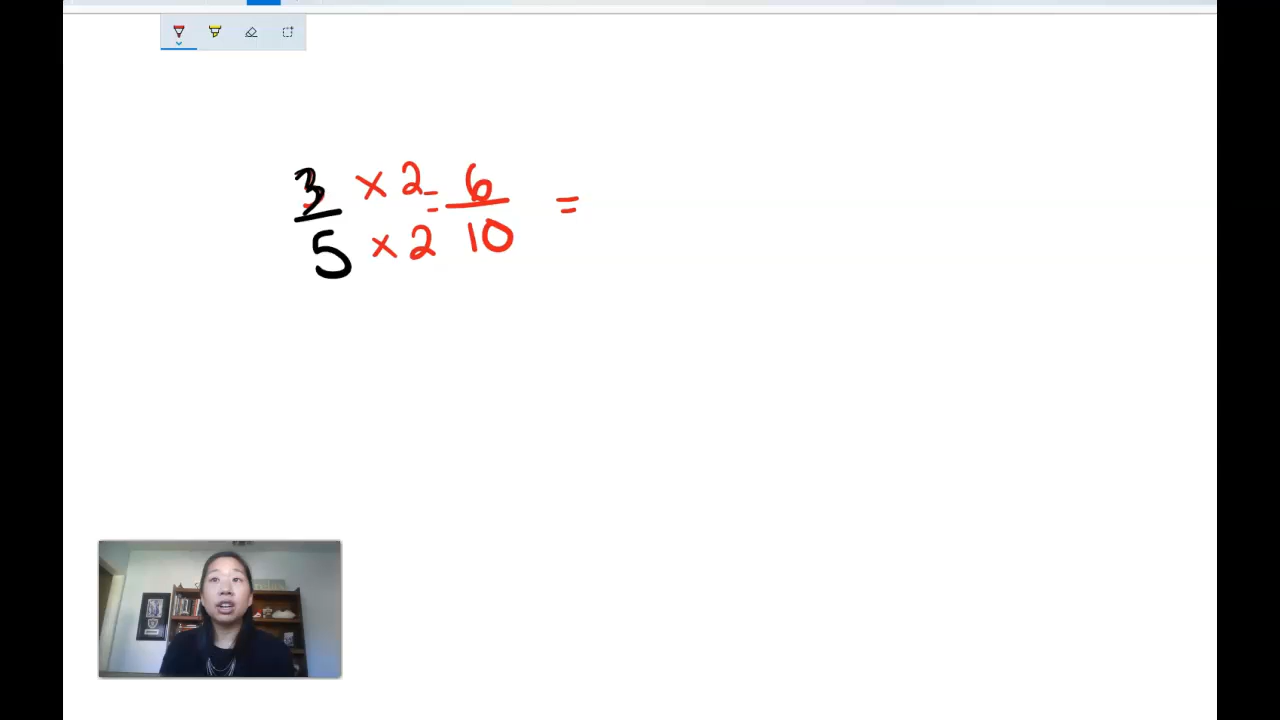 3 × 2 = 6 =
5 × 2 10